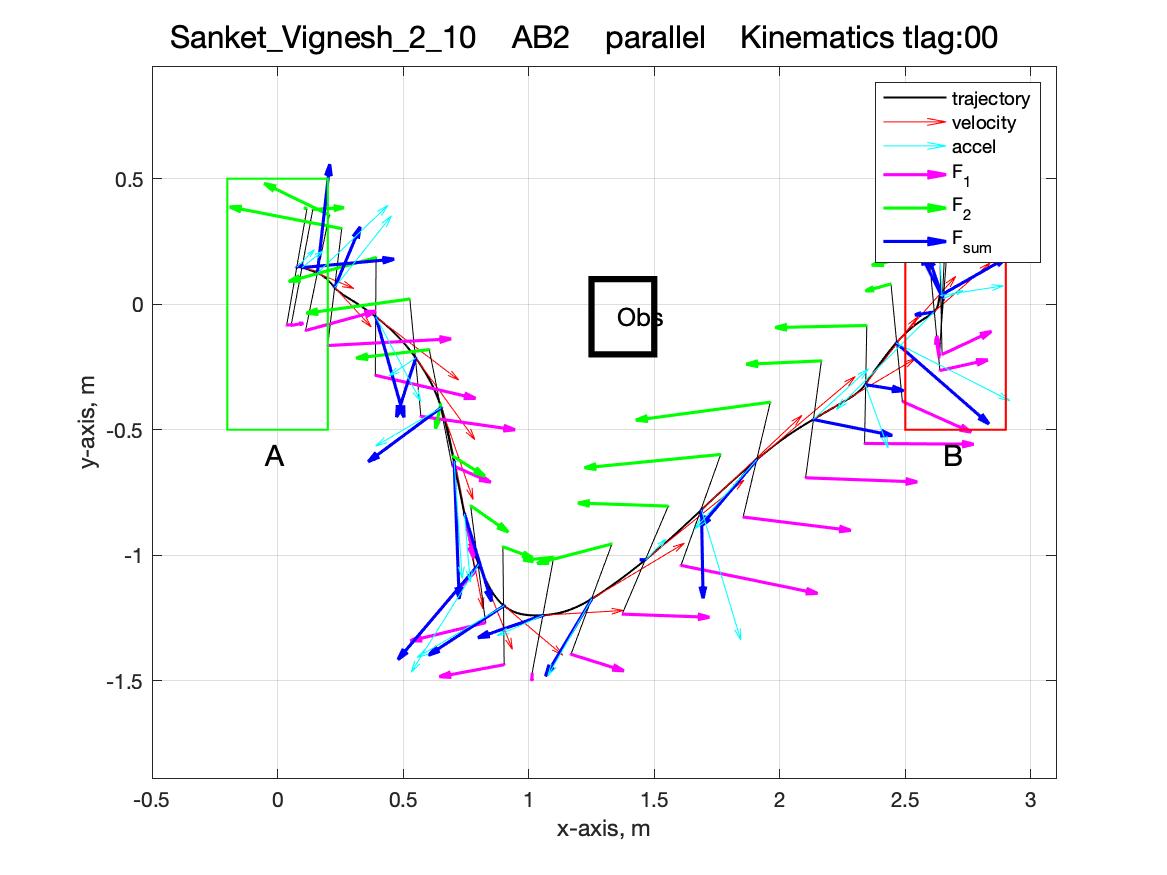 Sanket_Vignesh_2_10 AB2 parallel Kinematics tlag:00
trajectory
velocity
accel
F1
F2
Fsum
0.5
0
-0.5
-1
-1.5
y-axis, m
A
Obs
B
-0.5 0 0.5 1 1.5 2 2.5 3
x-axis, m